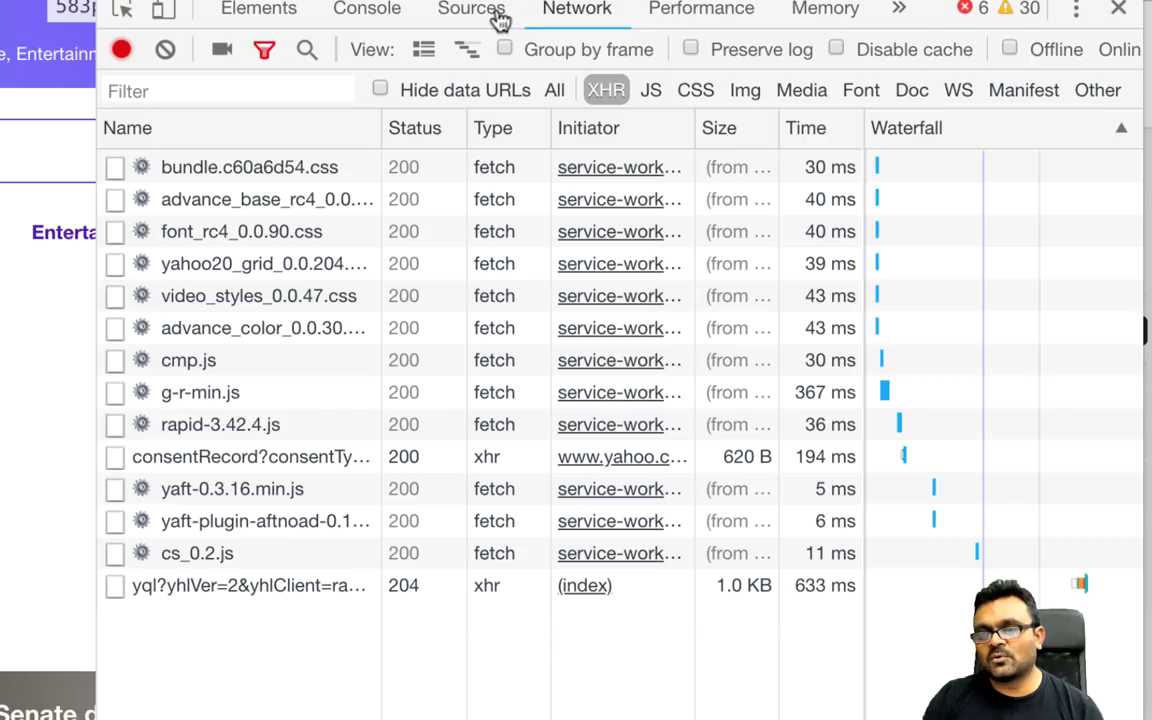 583p
Elements Console Sources Network Performance Memory » 6 30
View: Group by frame Preserve log Disable cache Offline Onlin
e, Entertainn
Filter Hide data URLs All XHR JS CSS Img Media Font Doc WS Manifest Other
Name Status Type Initiator Size Time Waterfall
bundle.c60a6d54.css 200 fetch service-work... (from ... 30 ms
advance_base_rc4_0.0.... 200 fetch service-work... (from ... 40 ms
font_rc4_0.0.90.css 200 fetch service-work... (from ... 40 ms
Enterta
yahoo20_grid_0.0.204.... 200 fetch service-work... (from ... 39 ms
video_styles_0.0.47.css 200 fetch service-work... (from ... 43 ms
advance_color_0.0.30.... 200 fetch service-work... (from ... 43 ms
cmp.js 200 fetch service-work... (from ... 30 ms
g-r-min.js 200 fetch service-work... (from ... 367 ms
rapid-3.42.4.js 200 fetch service-work... (from ... 36 ms
consentRecord?consentTy... 200 xhr www.yahoo.c... 620 B 194 ms
yaft-0.3.16.min.js 200 fetch service-work... (from ... 5 ms
yaft-plugin-aftnoad-0.1... 200 fetch service-work... (from ... 6 ms
cs_0.2.js 200 fetch service-work... (from ... 11 ms
yql?yhlVer=2&yhlClient=ra... 204 xhr (index) 1.0 KB 633 ms
Senate d